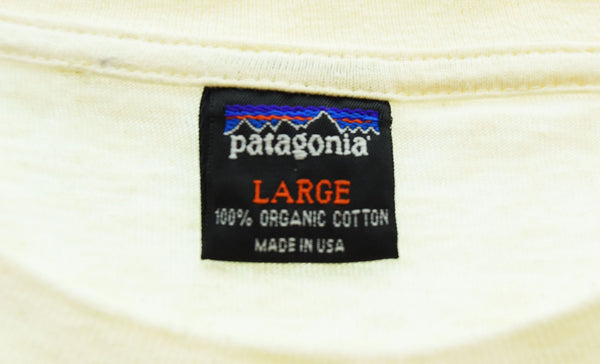 patagonia
LARGE
100% ORGANIC COTTON
MADE IN USA